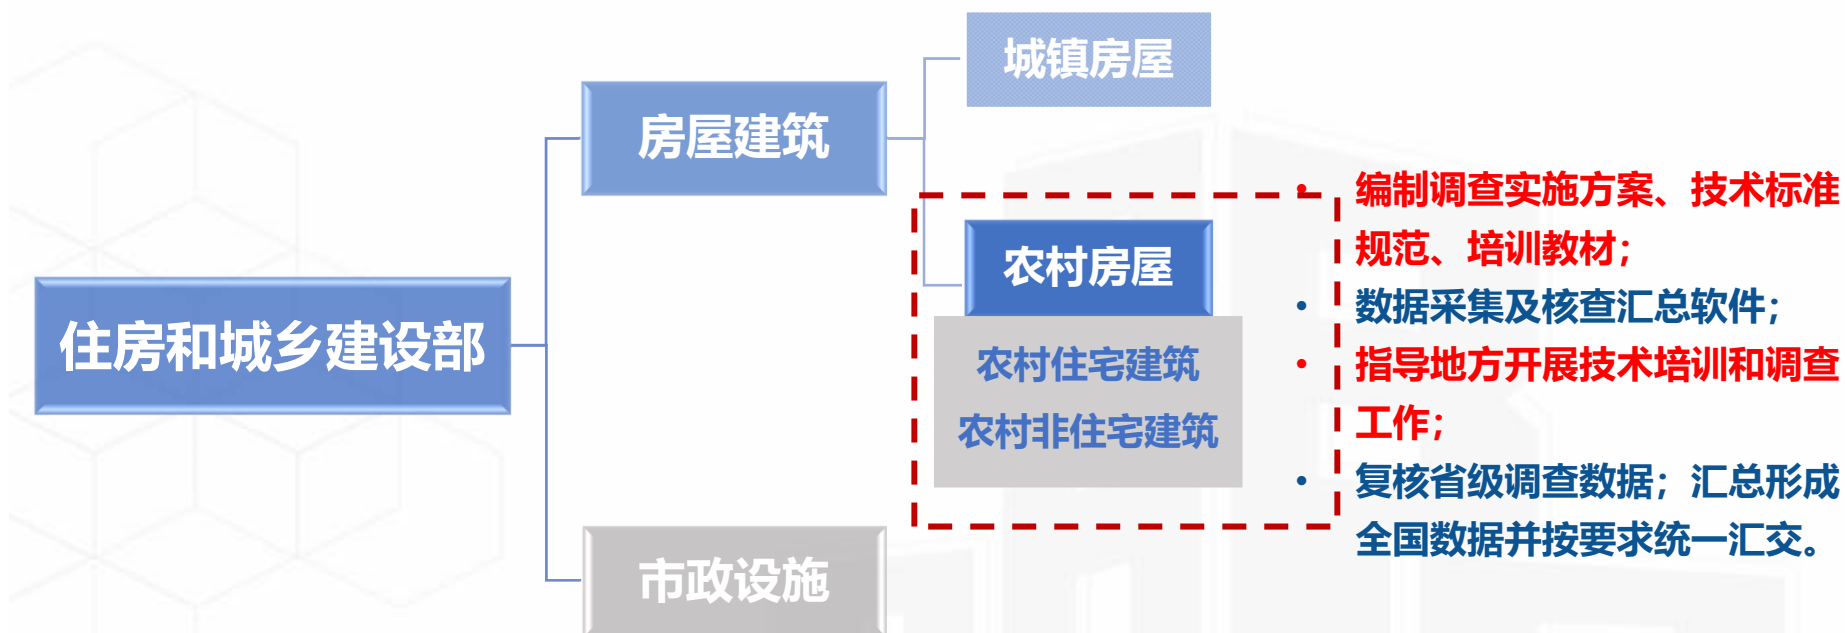 城镇房屋
房屋建筑
农村房屋
住房和城乡建设部
农村住宅建筑
农村非住宅建筑
市政设施
• 编制调查实施方案、技术标准
规范、培训教材；
• 数据采集及核查汇总软件；
• 指导地方开展技术培训和调查
工作；
• 复核省级调查数据；汇总形成
全国数据并按要求统一汇交。